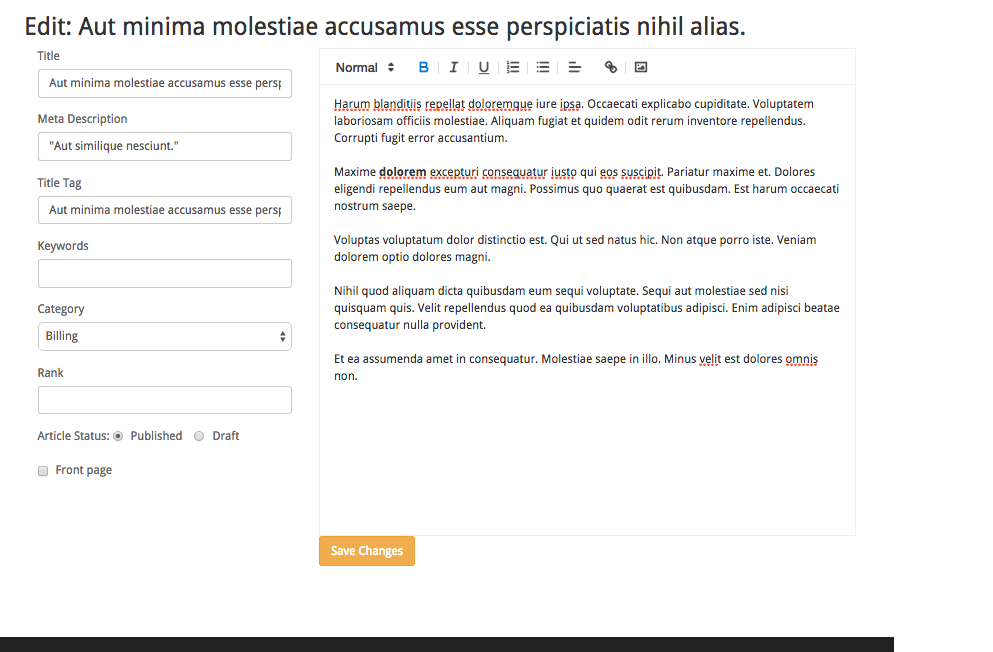 Edit: Aut minima molestiae accusamus esse perspiciatis nihil alias.
Title
Aut minima molestiae accusamus esse persp
Meta Description
"Aut similique nesciunt."
Title Tag
Aut minima molestiae accusamus esse persp
Keywords
Category
Billing
Rank
Article Status: Published Draft
Front page
Normal B I U
Harum blanditiis repellat doloremque iure ipsa. Occaecati explicabo cupiditate. Voluptatem
laboriosam officiis molestiae. Aliquam fugiat et quidem odit rerum inventore repellendus.
Corrupti fugit error accusantium.
Maxime dolorem excepturi consequatur iusto qui eos suscipit. Pariatur maxime et. Dolores
eligendi repellendus eum aut magni. Possimus quo quaerat est quibusdam. Est harum occaecati
nostrum saepe.
Voluptas voluptatum dolor distinctio est. Qui ut sed natus hic. Non atque porro iste. Veniam
dolorem optio dolores magni.
Nihil quod aliquam dicta quibusdam eum sequi voluptate. Sequi aut molestiae sed nisi
quisquam quis. Velit repellendus quod ea quibusdam voluptatibus adipisci. Enim adipisci beatae
consequatur nulla provident.
Et ea assumenda amet in consequatur. Molestiae saepe in illo. Minus velit est dolores omnis
non.
Save Changes